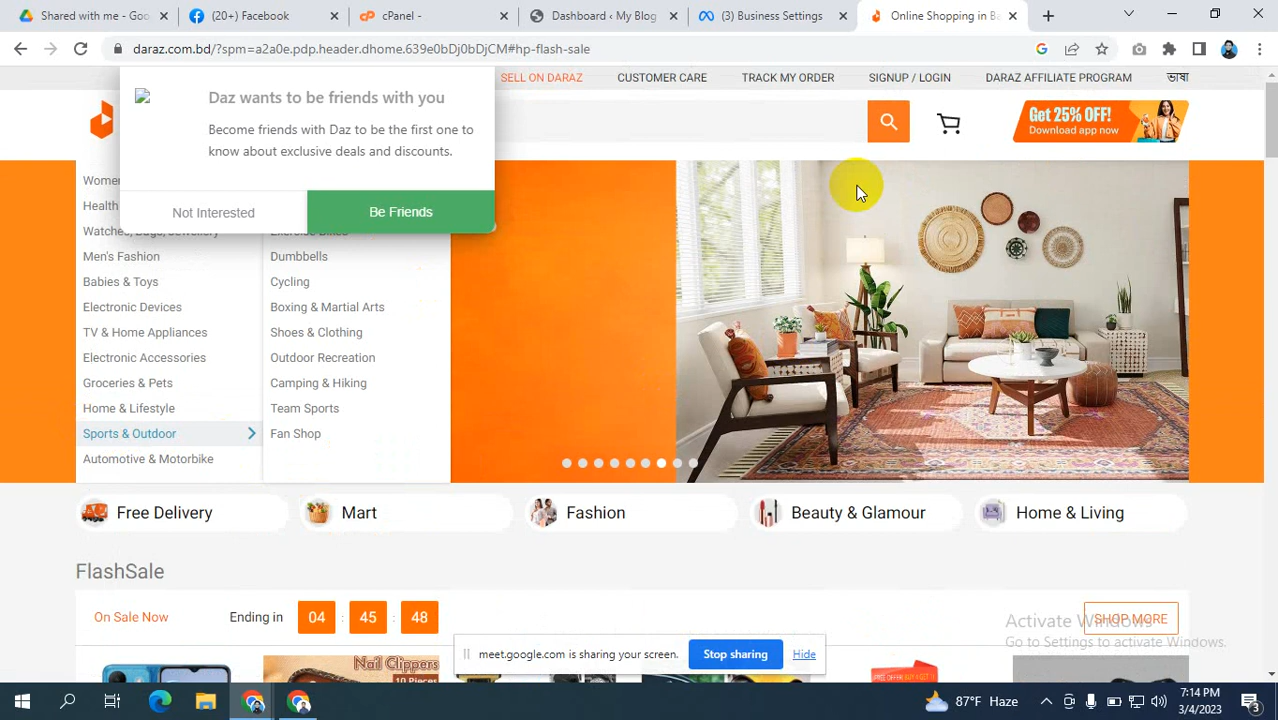 Shared with me - Goo
(20+) Facebook
cPanel -
Dashboard ‹ My Blog
(3) Business Settings
Online Shopping in Ba
daraz.com.bd/?spm=a2a0e.pdp.header.dhome.639e0bDj0bDjCM#hp-flash-sale
SELL ON DARAZ
CUSTOMER CARE
TRACK MY ORDER
SIGNUP / LOGIN
DARAZ AFFILIATE PROGRAM
ভাষা
Daz wants to be friends with you
Become friends with Daz to be the first one to
know about exclusive deals and discounts.
Not Interested
Be Friends
Get 25% OFF!
Download app now
Women
Health
Watches, Bags, Jewellery
Men's Fashion
Babies & Toys
Electronic Devices
TV & Home Appliances
Electronic Accessories
Groceries & Pets
Home & Lifestyle
Sports & Outdoor
Automotive & Motorbike
Exercise Bikes
Dumbbells
Cycling
Boxing & Martial Arts
Shoes & Clothing
Outdoor Recreation
Camping & Hiking
Team Sports
Fan Shop
Free Delivery
Mart
Fashion
Beauty & Glamour
Home & Living
FlashSale
On Sale Now
Ending in
04 : 45 : 48
SHOP MORE
Activate Windows
Go to Settings to activate Windows.
Nail Clippers
10 Pieces
meet.google.com is sharing your screen.
Stop sharing
Hide
87°F Haze
7:14 PM
3/4/2023
3